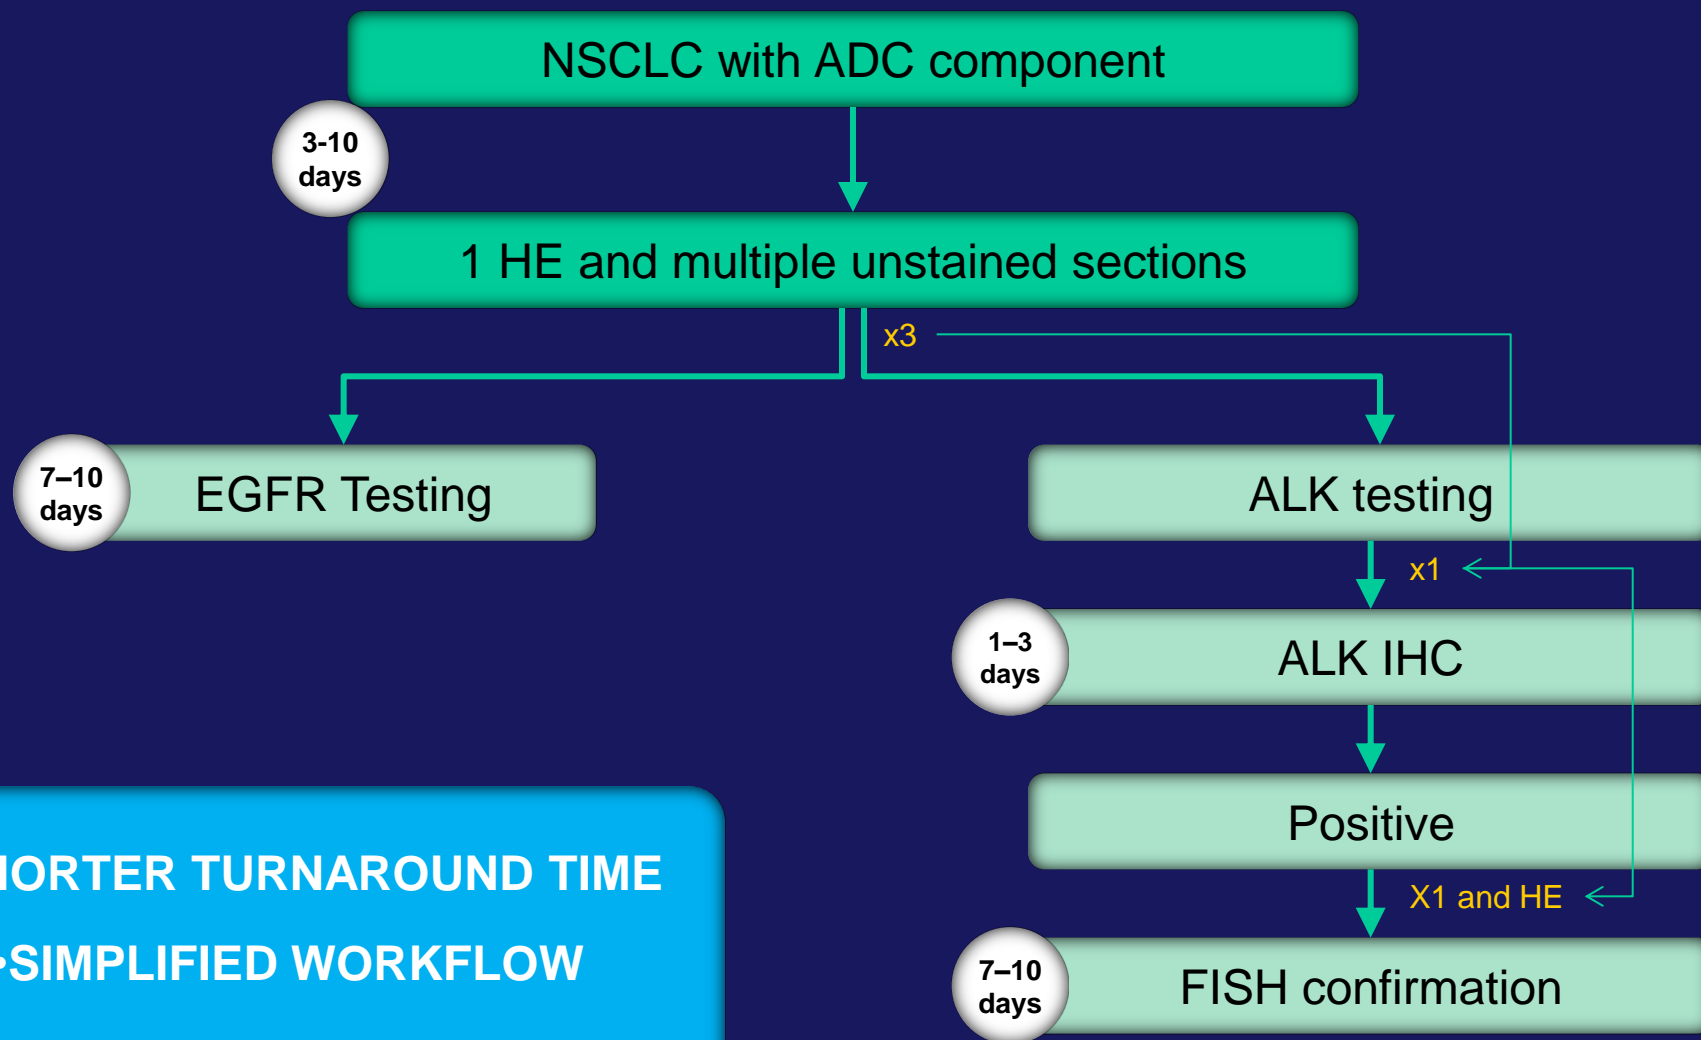 NSCLC with ADC component
3-10
days
1 HE and multiple unstained sections
x3
7–10
days
EGFR Testing
ALK testing
x1
1–3
days
ALK IHC
Positive
X1 and HE
7–10
days
FISH confirmation
HORTER TURNAROUND TIME
•SIMPLIFIED WORKFLOW